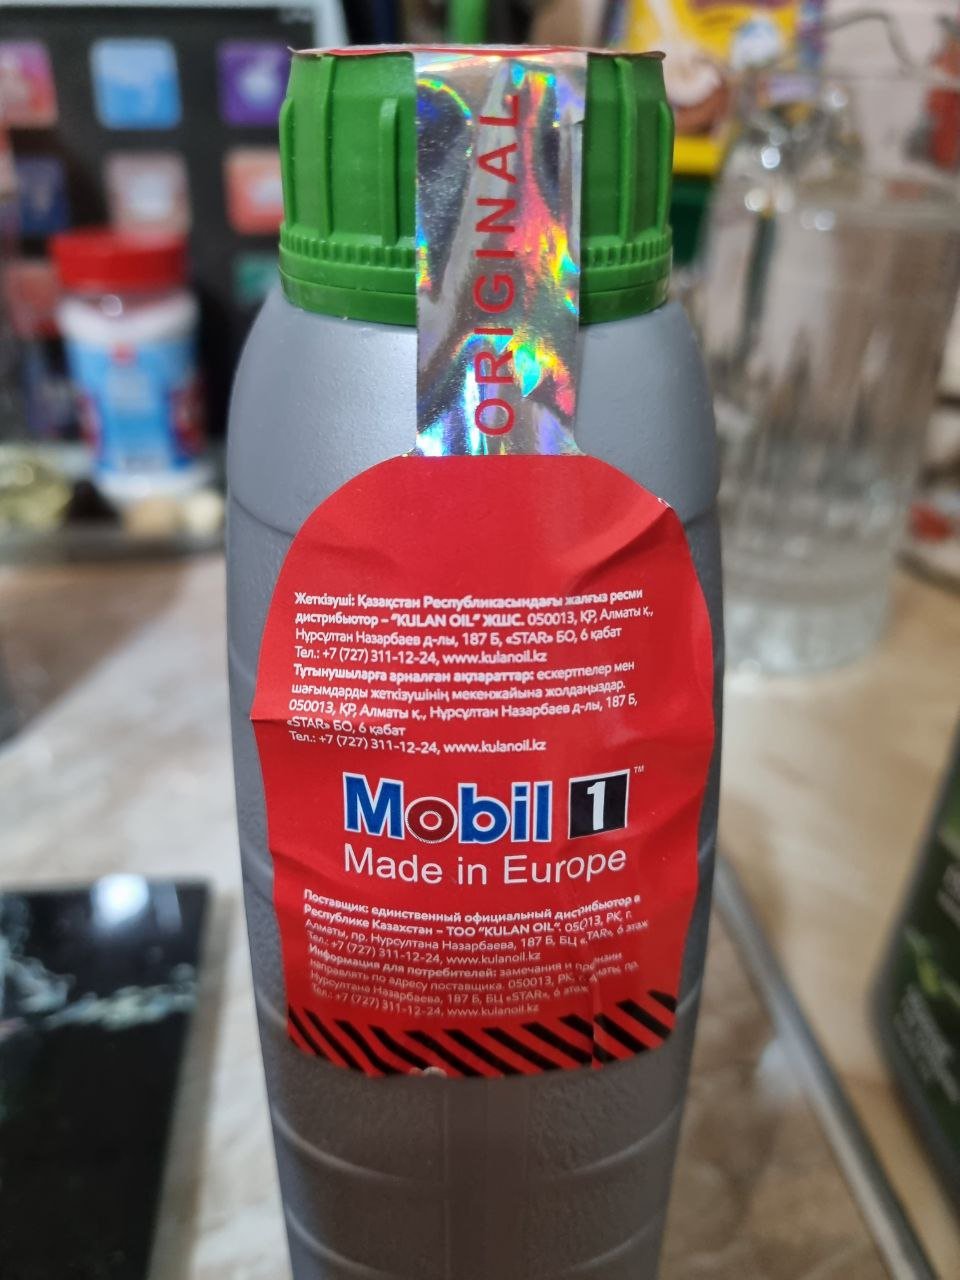 ORIGINAL
Жеткізуші: Қазақстан Республикасындағы жалғыз ресми
дистрибьютор – "KULAN OIL" ЖШС. 050013, ҚР, Алматы қ.,
Нұрсұлтан Назарбаев д-лы, 187 Б, «STAR» БО, 6 қабат
Тел.: +7 (727) 311-12-24, www.kulanoil.kz
Тұтынушыларға арналған ақпараттар: ескертпелер мен
шағымдарды жеткізушінің мекенжайына жолдаңыздар.
050013, ҚР, Алматы қ., Нұрсұлтан Назарбаев д-лы, 187 Б,
«STAR» БО, 6 қабат
Тел.: +7 (727) 311-12-24, www.kulanoil.kz
Mobil 1™
Made in Europe
Поставщик: единственный официальный дистрибьютор в
Республике Казахстан – ТОО "KULAN OIL". 050013, РК, г.
Алматы, пр. Нурсултана Назарбаева, 187 Б, БЦ «STAR», 6 этаж
Тел.: +7 (727) 311-12-24, www.kulanoil.kz
Информация для потребителей: замечания и претензии
направлять по адресу поставщика. 050013, РК, г. Алматы, пр.
Нурсултана Назарбаева, 187 Б, БЦ «STAR», 6 этаж
Тел.: +7 (727) 311-12-24, www.kulanoil.kz